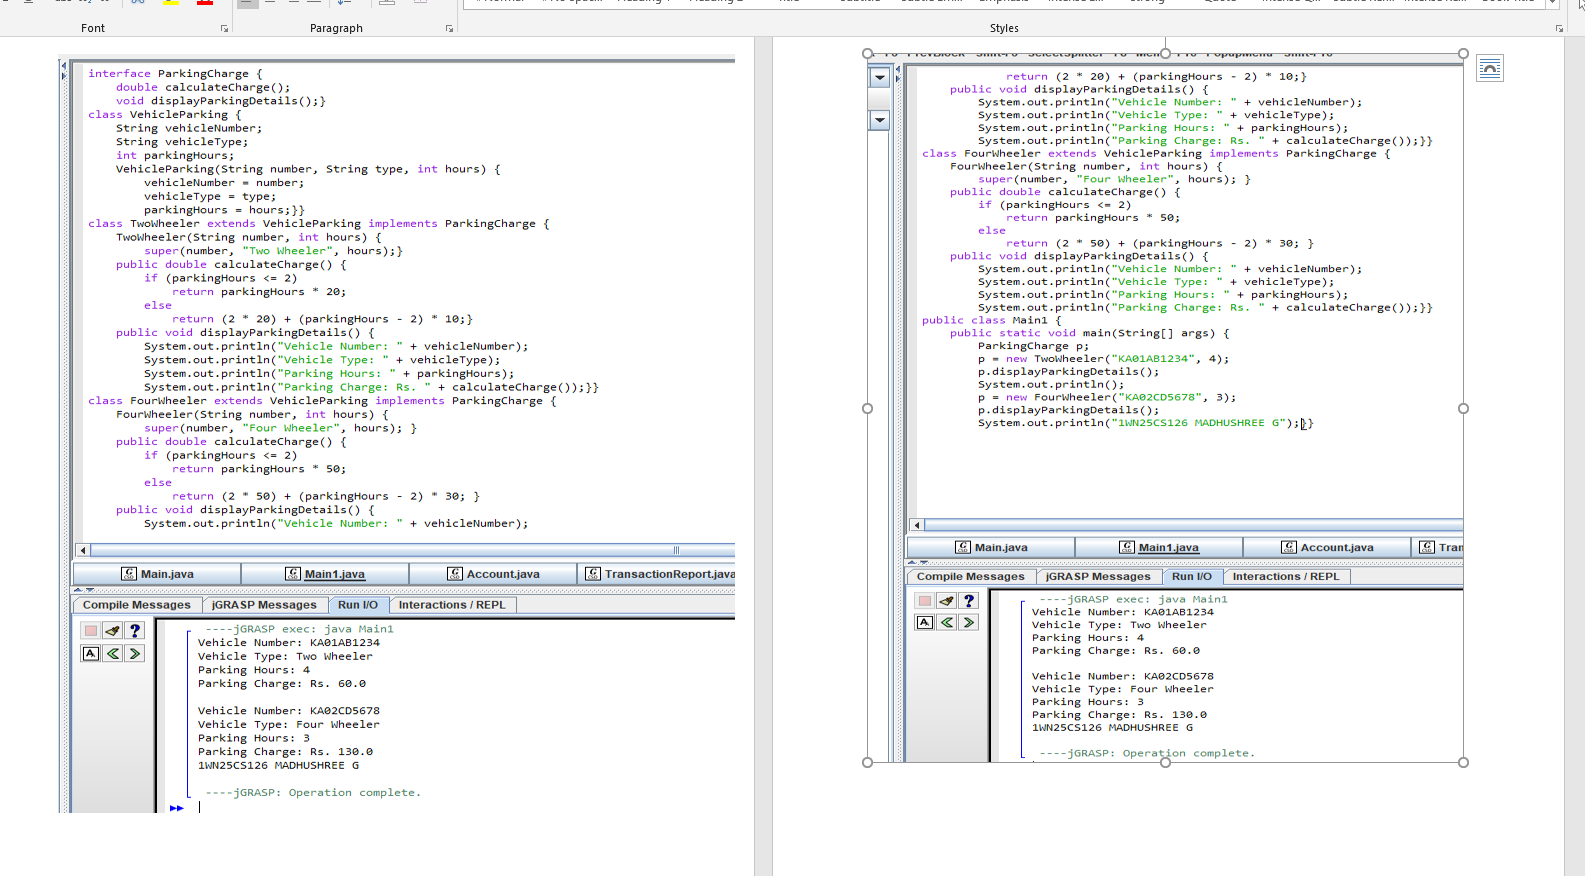 Font
Paragraph
Styles
interface ParkingCharge {
double calculateCharge();
void displayParkingDetails();}
class VehicleParking {
String vehicleNumber;
String vehicleType;
int parkingHours;
VehicleParking(String number, String type, int hours) {
vehicleNumber = number;
vehicleType = type;
parkingHours = hours;}}
class TwoWheeler extends VehicleParking implements ParkingCharge {
TwoWheeler(String number, int hours) {
super(number, "Two Wheeler", hours);}
public double calculateCharge() {
if (parkingHours <= 2)
return parkingHours * 20;
else
return (2 * 20) + (parkingHours - 2) * 10;}
public void displayParkingDetails() {
System.out.println("Vehicle Number: " + vehicleNumber);
System.out.println("Vehicle Type: " + vehicleType);
System.out.println("Parking Hours: " + parkingHours);
System.out.println("Parking Charge: Rs. " + calculateCharge());}}
class FourWheeler extends VehicleParking implements ParkingCharge {
FourWheeler(String number, int hours) {
super(number, "Four Wheeler", hours); }
public double calculateCharge() {
if (parkingHours <= 2)
return parkingHours * 50;
else
return (2 * 50) + (parkingHours - 2) * 30; }
public void displayParkingDetails() {
System.out.println("Vehicle Number: " + vehicleNumber);
Main.java Main1.java Account.java TransactionReport.java
Compile Messages jGRASP Messages Run I/O Interactions / REPL
----jGRASP exec: java Main1
Vehicle Number: KA01AB1234
Vehicle Type: Two Wheeler
Parking Hours: 4
Parking Charge: Rs. 60.0
Vehicle Number: KA02CD5678
Vehicle Type: Four Wheeler
Parking Hours: 3
Parking Charge: Rs. 130.0
1WN25CS126 MADHUSHREE G
----jGRASP: Operation complete.
return (2 * 20) + (parkingHours - 2) * 10;}
public void displayParkingDetails() {
System.out.println("Vehicle Number: " + vehicleNumber);
System.out.println("Vehicle Type: " + vehicleType);
System.out.println("Parking Hours: " + parkingHours);
System.out.println("Parking Charge: Rs. " + calculateCharge());}}
class FourWheeler extends VehicleParking implements ParkingCharge {
FourWheeler(String number, int hours) {
super(number, "Four Wheeler", hours); }
public double calculateCharge() {
if (parkingHours <= 2)
return parkingHours * 50;
else
return (2 * 50) + (parkingHours - 2) * 30; }
public void displayParkingDetails() {
System.out.println("Vehicle Number: " + vehicleNumber);
System.out.println("Vehicle Type: " + vehicleType);
System.out.println("Parking Hours: " + parkingHours);
System.out.println("Parking Charge: Rs. " + calculateCharge());}}
public class Main1 {
public static void main(String[] args) {
ParkingCharge p;
p = new TwoWheeler("KA01AB1234", 4);
p.displayParkingDetails();
System.out.println();
p = new FourWheeler("KA02CD5678", 3);
p.displayParkingDetails();
System.out.println("1WN25CS126 MADHUSHREE G");}}
Main.java Main1.java Account.java Tran
Compile Messages jGRASP Messages Run I/O Interactions / REPL
----jGRASP exec: java Main1
Vehicle Number: KA01AB1234
Vehicle Type: Two Wheeler
Parking Hours: 4
Parking Charge: Rs. 60.0
Vehicle Number: KA02CD5678
Vehicle Type: Four Wheeler
Parking Hours: 3
Parking Charge: Rs. 130.0
1WN25CS126 MADHUSHREE G
----jGRASP: Operation complete.